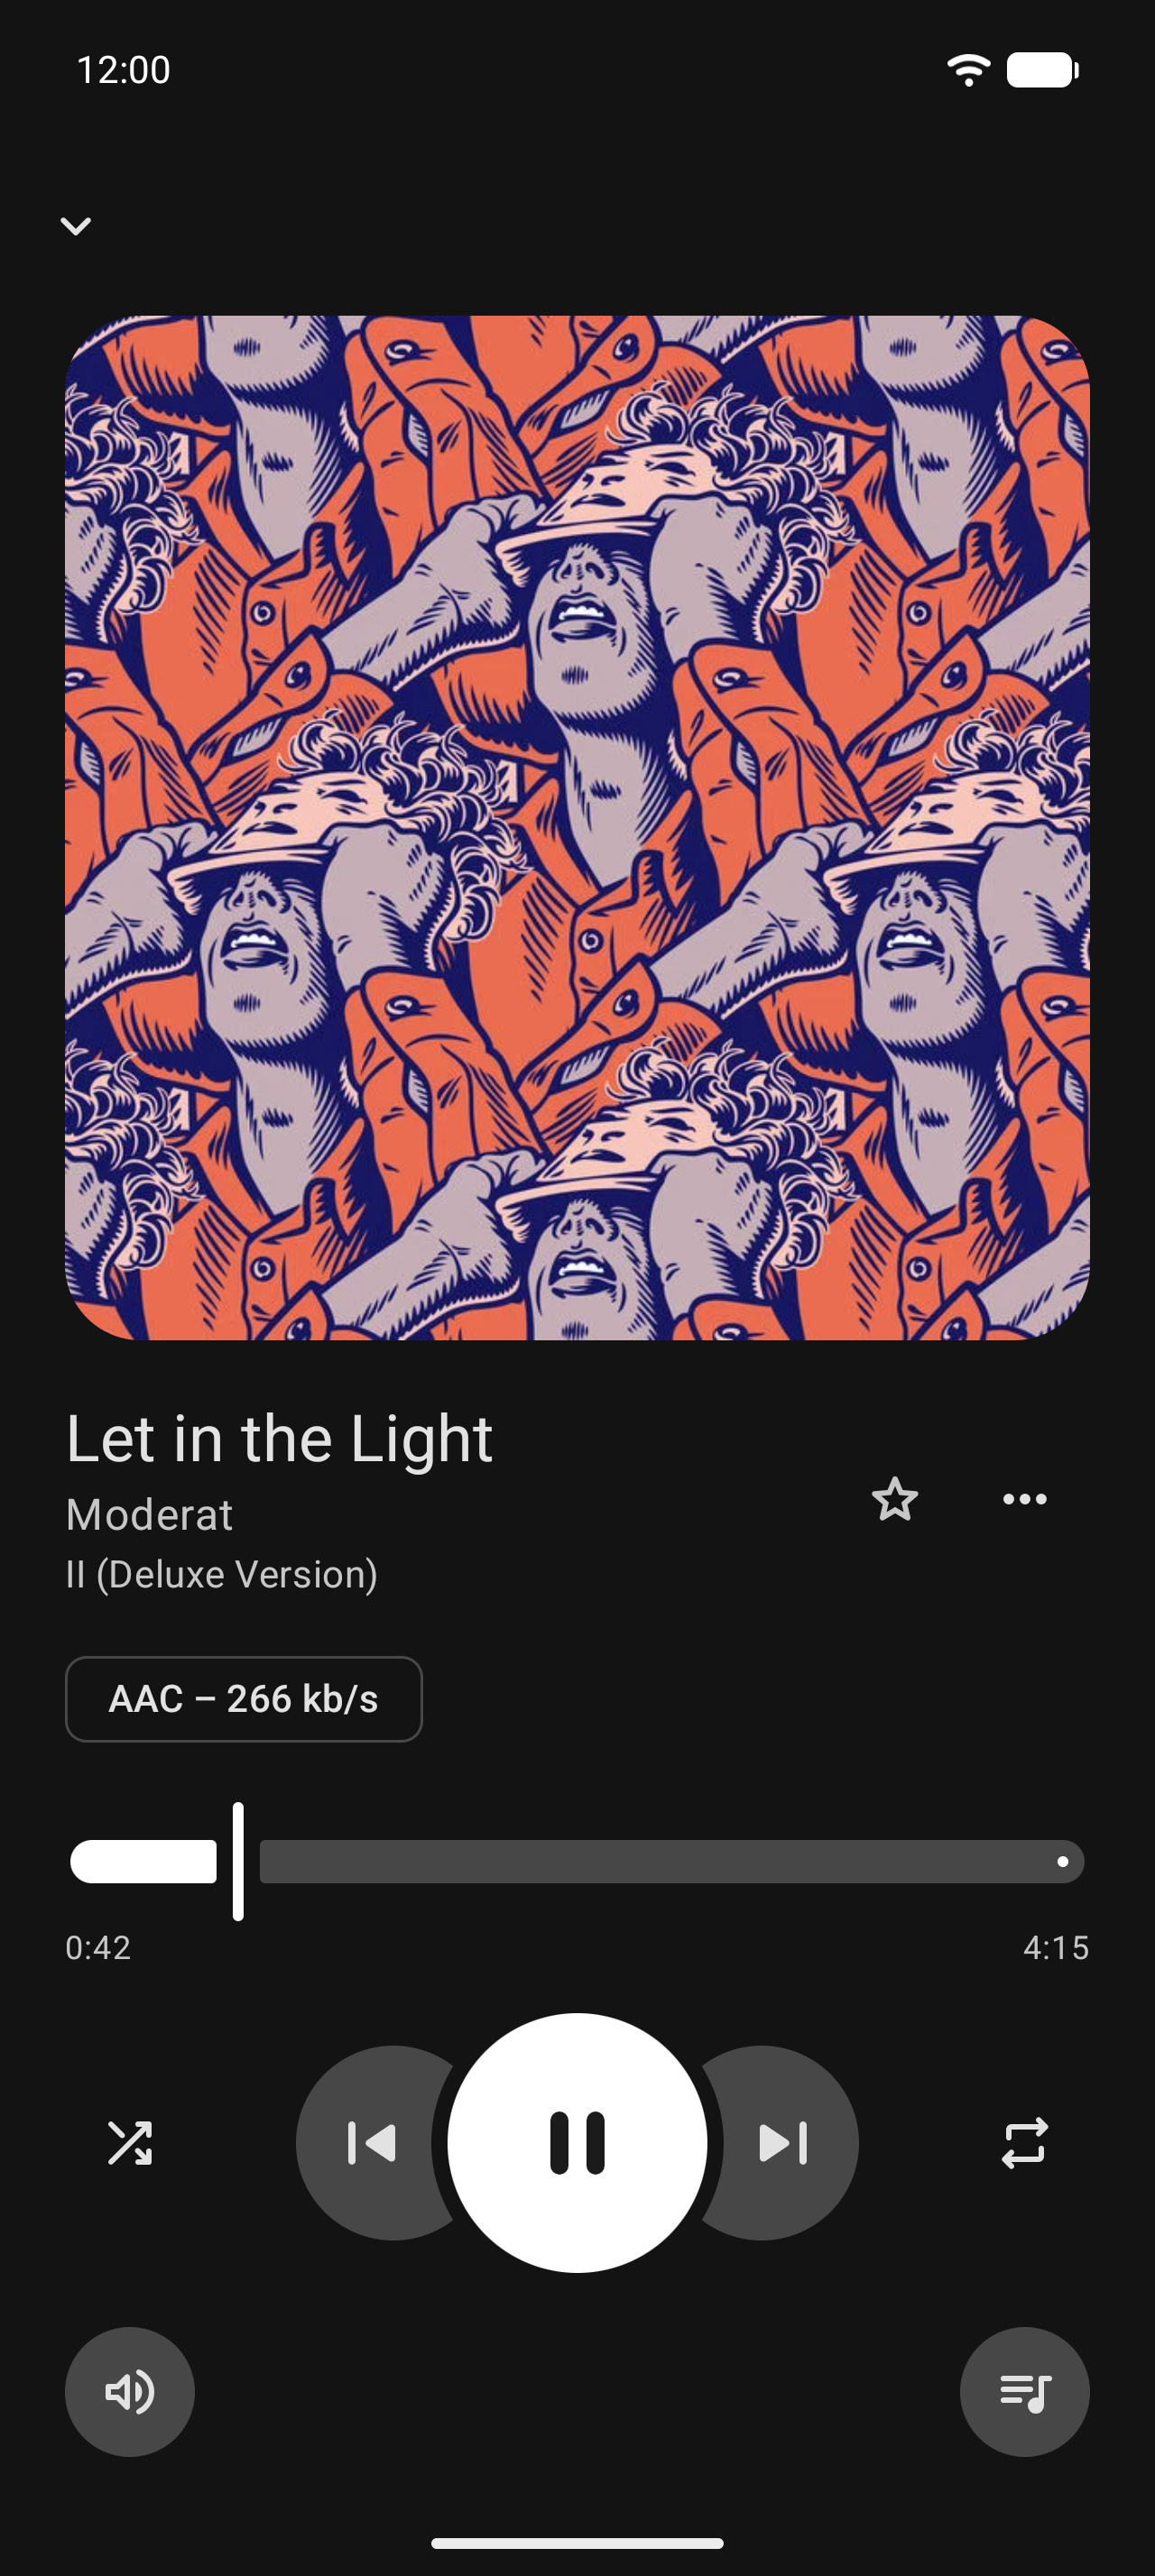 12:00
Let in the Light
Moderat
II (Deluxe Version)
AAC – 266 kb/s
0:42
4:15